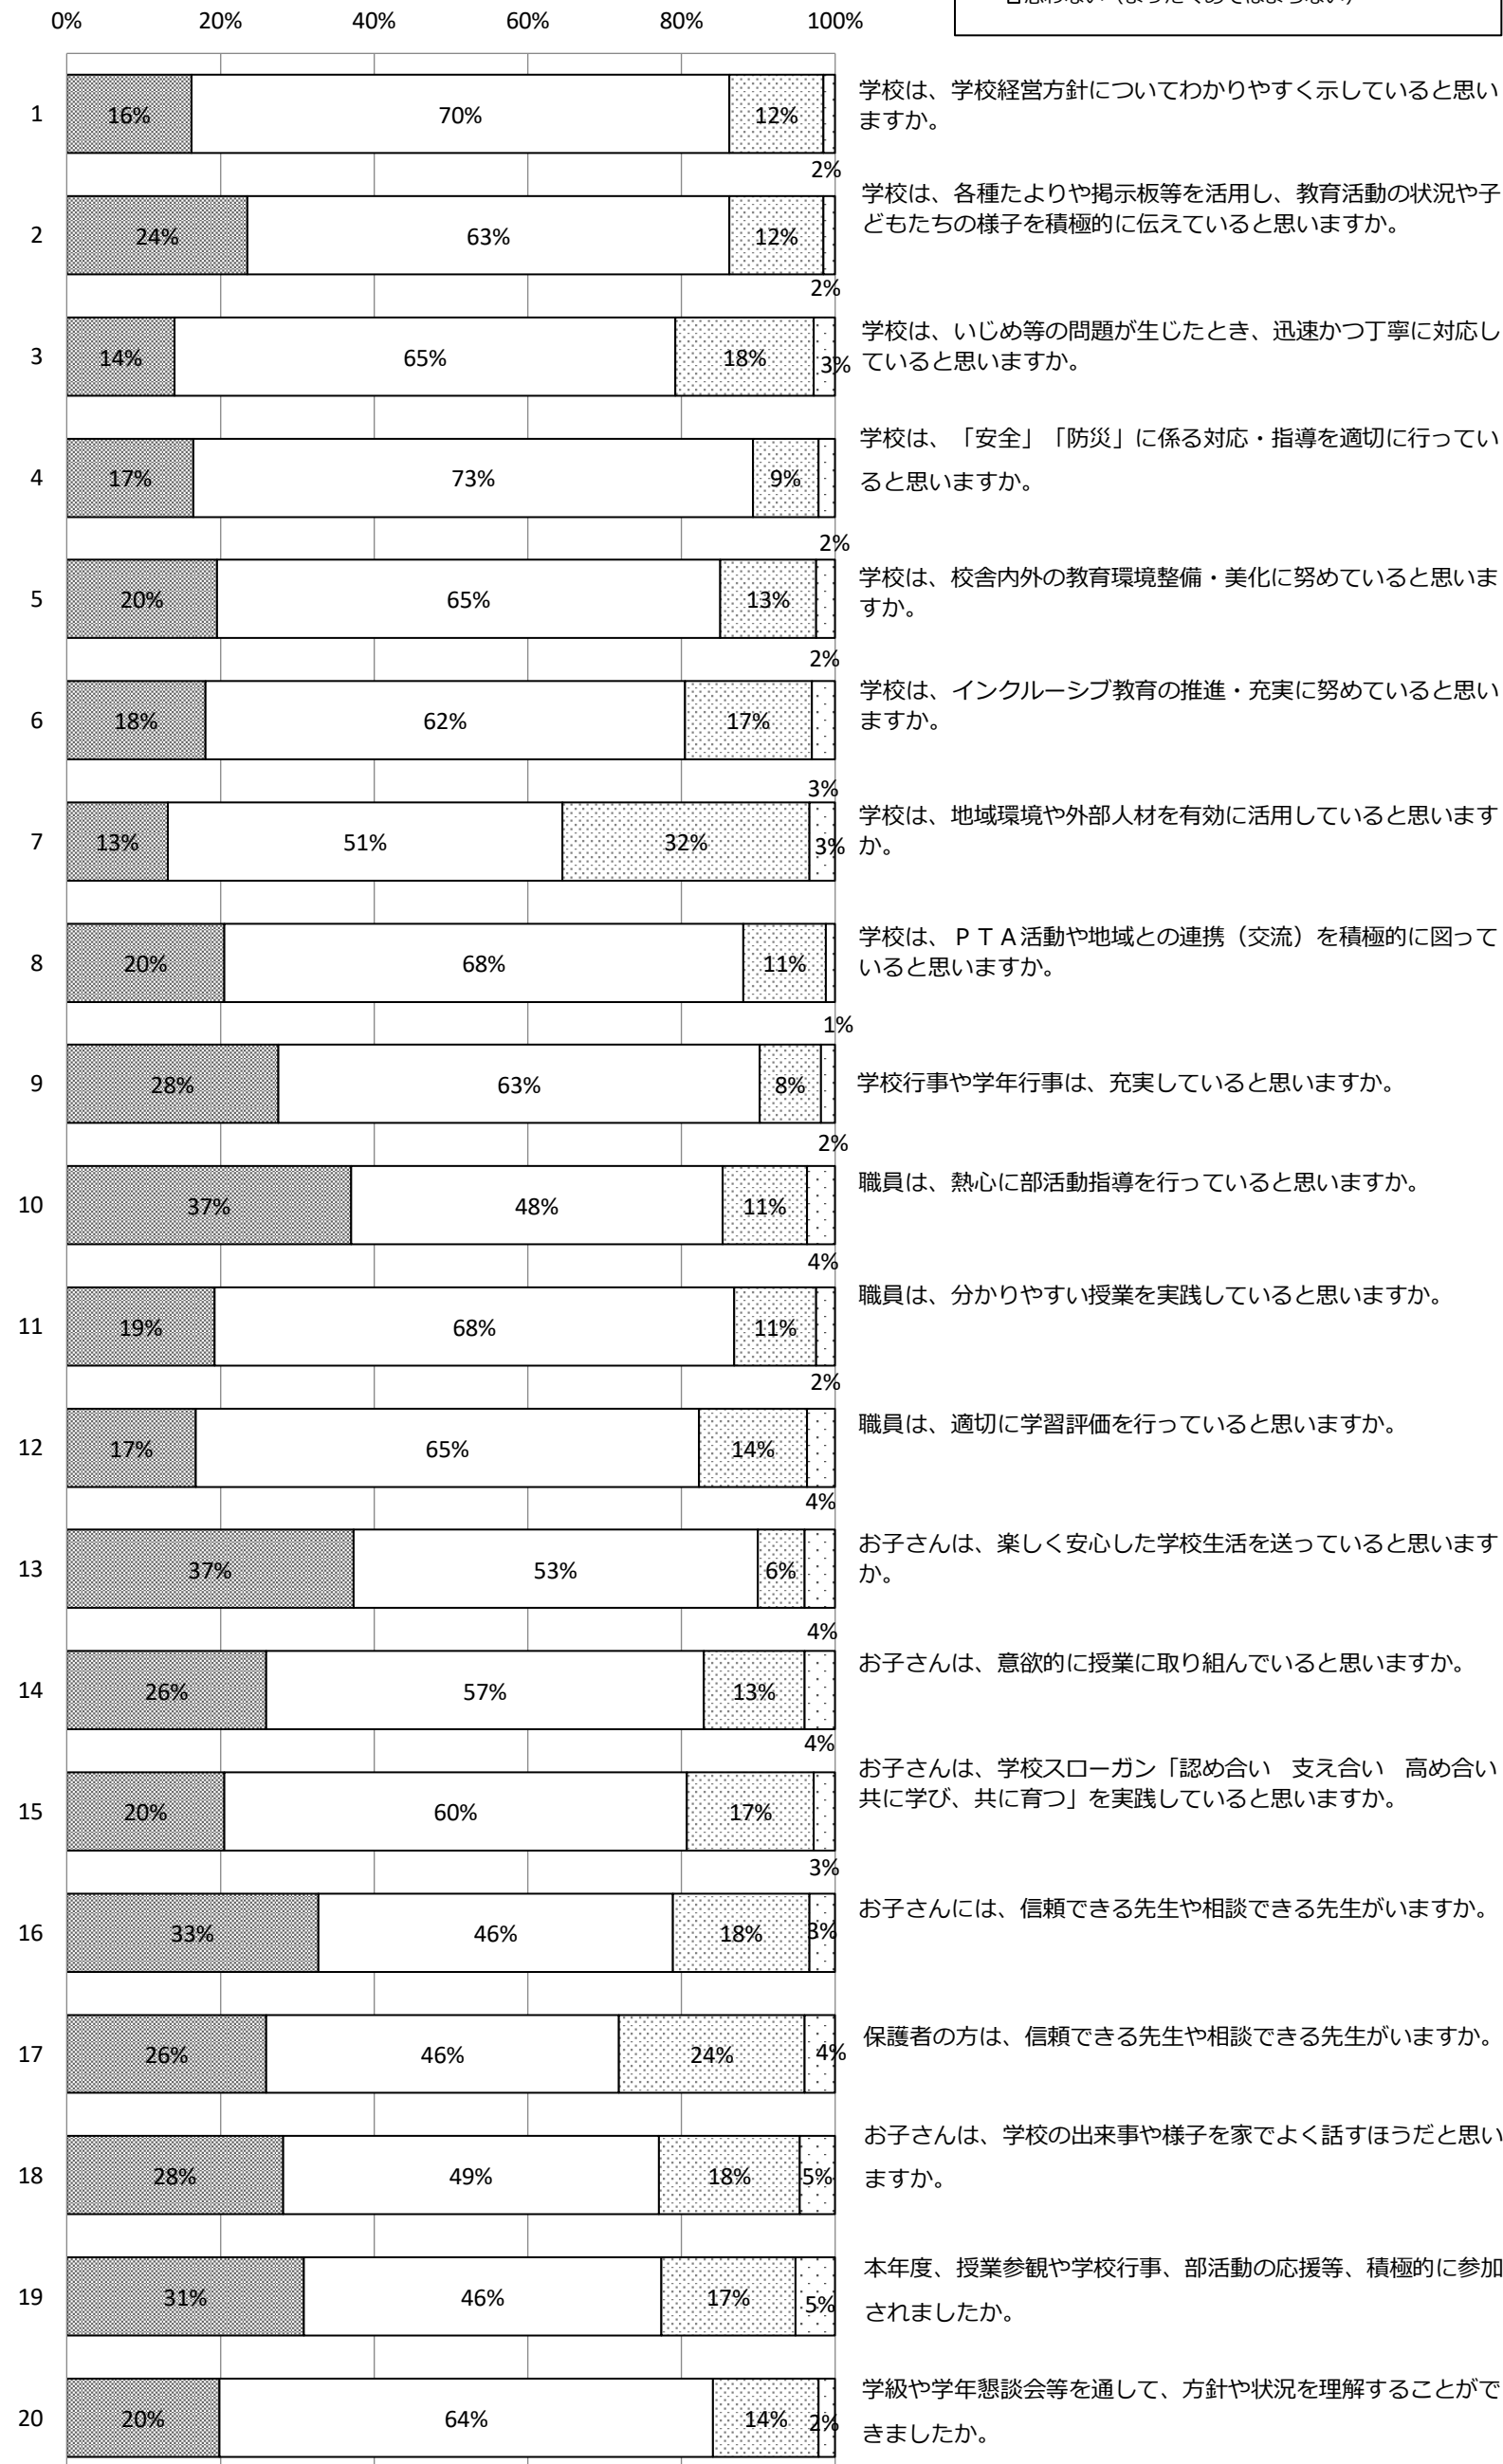 0% 20% 40% 60% 80% 100%
1 16% 70% 12% 2%
学校は、学校経営方針についてわかりやすく示していると思い
ますか。
2 24% 63% 12% 2%
学校は、各種たよりや掲示板等を活用し、教育活動の状況や子
どもたちの様子を積極的に伝えていると思いますか。
3 14% 65% 18% 3%
学校は、いじめ等の問題が生じたとき、迅速かつ丁寧に対応し
ていると思いますか。
4 17% 73% 9% 2%
学校は、「安全」「防災」に係る対応・指導を適切に行ってい
ると思いますか。
5 20% 65% 13% 2%
学校は、校舎内外の教育環境整備・美化に努めていると思いま
すか。
6 18% 62% 17% 3%
学校は、インクルーシブ教育の推進・充実に努めていると思い
ますか。
7 13% 51% 32% 3%
学校は、地域環境や外部人材を有効に活用していると思います
か。
8 20% 68% 11% 1%
学校は、ＰＴＡ活動や地域との連携（交流）を積極的に図って
いると思いますか。
9 28% 63% 8% 2%
学校行事や学年行事は、充実していると思いますか。
10 37% 48% 11% 4%
職員は、熱心に部活動指導を行っていると思いますか。
11 19% 68% 11% 2%
職員は、分かりやすい授業を実践していると思いますか。
12 17% 65% 14% 4%
職員は、適切に学習評価を行っていると思いますか。
13 37% 53% 6% 4%
お子さんは、楽しく安心した学校生活を送っていると思います
か。
14 26% 57% 13% 4%
お子さんは、意欲的に授業に取り組んでいると思いますか。
15 20% 60% 17% 3%
お子さんは、学校スローガン「認め合い　支え合い　高め合い
共に学び、共に育つ」を実践していると思いますか。
16 33% 46% 18% 3%
お子さんには、信頼できる先生や相談できる先生がいますか。
17 26% 46% 24% 4%
保護者の方は、信頼できる先生や相談できる先生がいますか。
18 28% 49% 18% 5%
お子さんは、学校の出来事や様子を家でよく話すほうだと思い
ますか。
19 31% 46% 17% 5%
本年度、授業参観や学校行事、部活動の応援等、積極的に参加
されましたか。
20 20% 64% 14% 2%
学級や学年懇談会等を通して、方針や状況を理解することがで
きましたか。